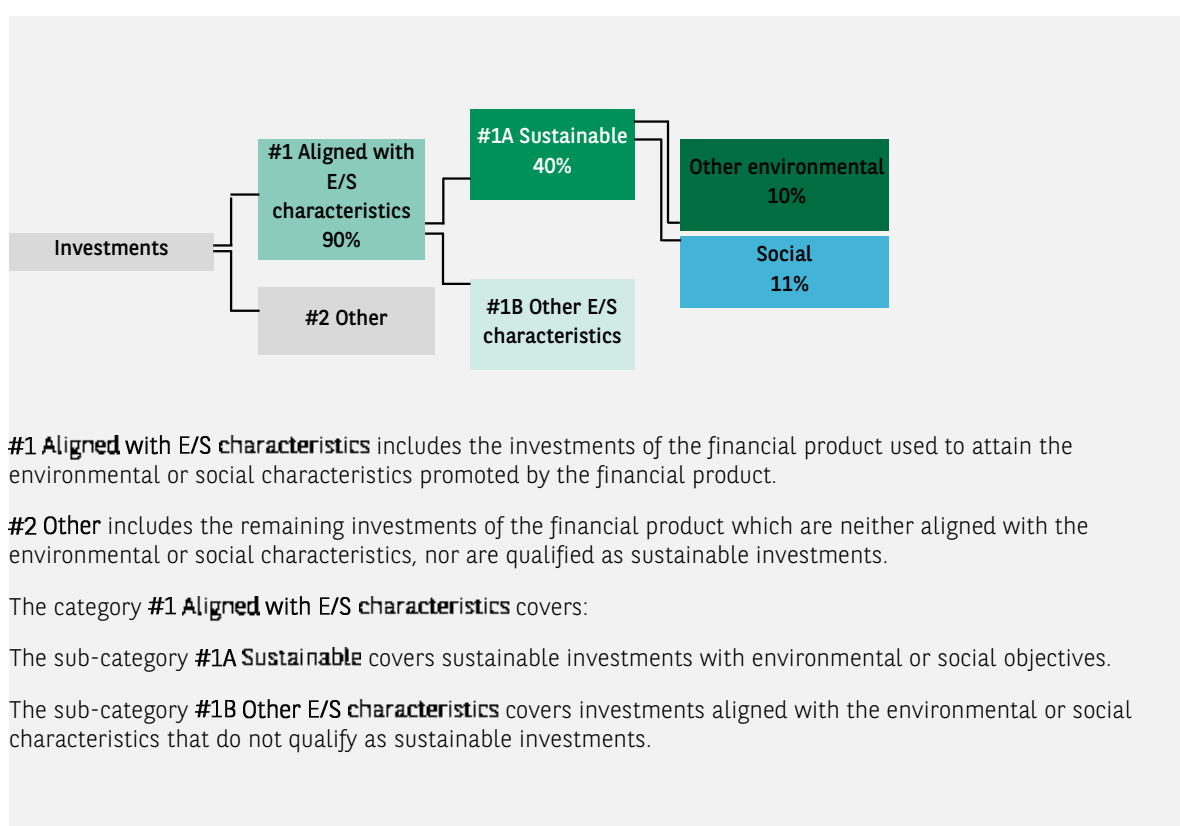 #1A Sustainable
40%
#1 Aligned with
E/S
characteristics
90%
Other environmental
10%
Investments
Social
11%
#2 Other
#1B Other E/S
characteristics
#1 Aligned with E/S characteristics includes the investments of the financial product used to attain the
environmental or social characteristics promoted by the financial product.
#2 Other includes the remaining investments of the financial product which are neither aligned with the
environmental or social characteristics, nor are qualified as sustainable investments.
The category #1 Aligned with E/S characteristics covers:
The sub-category #1A Sustainable covers sustainable investments with environmental or social objectives.
The sub-category #1B Other E/S characteristics covers investments aligned with the environmental or social
characteristics that do not qualify as sustainable investments.